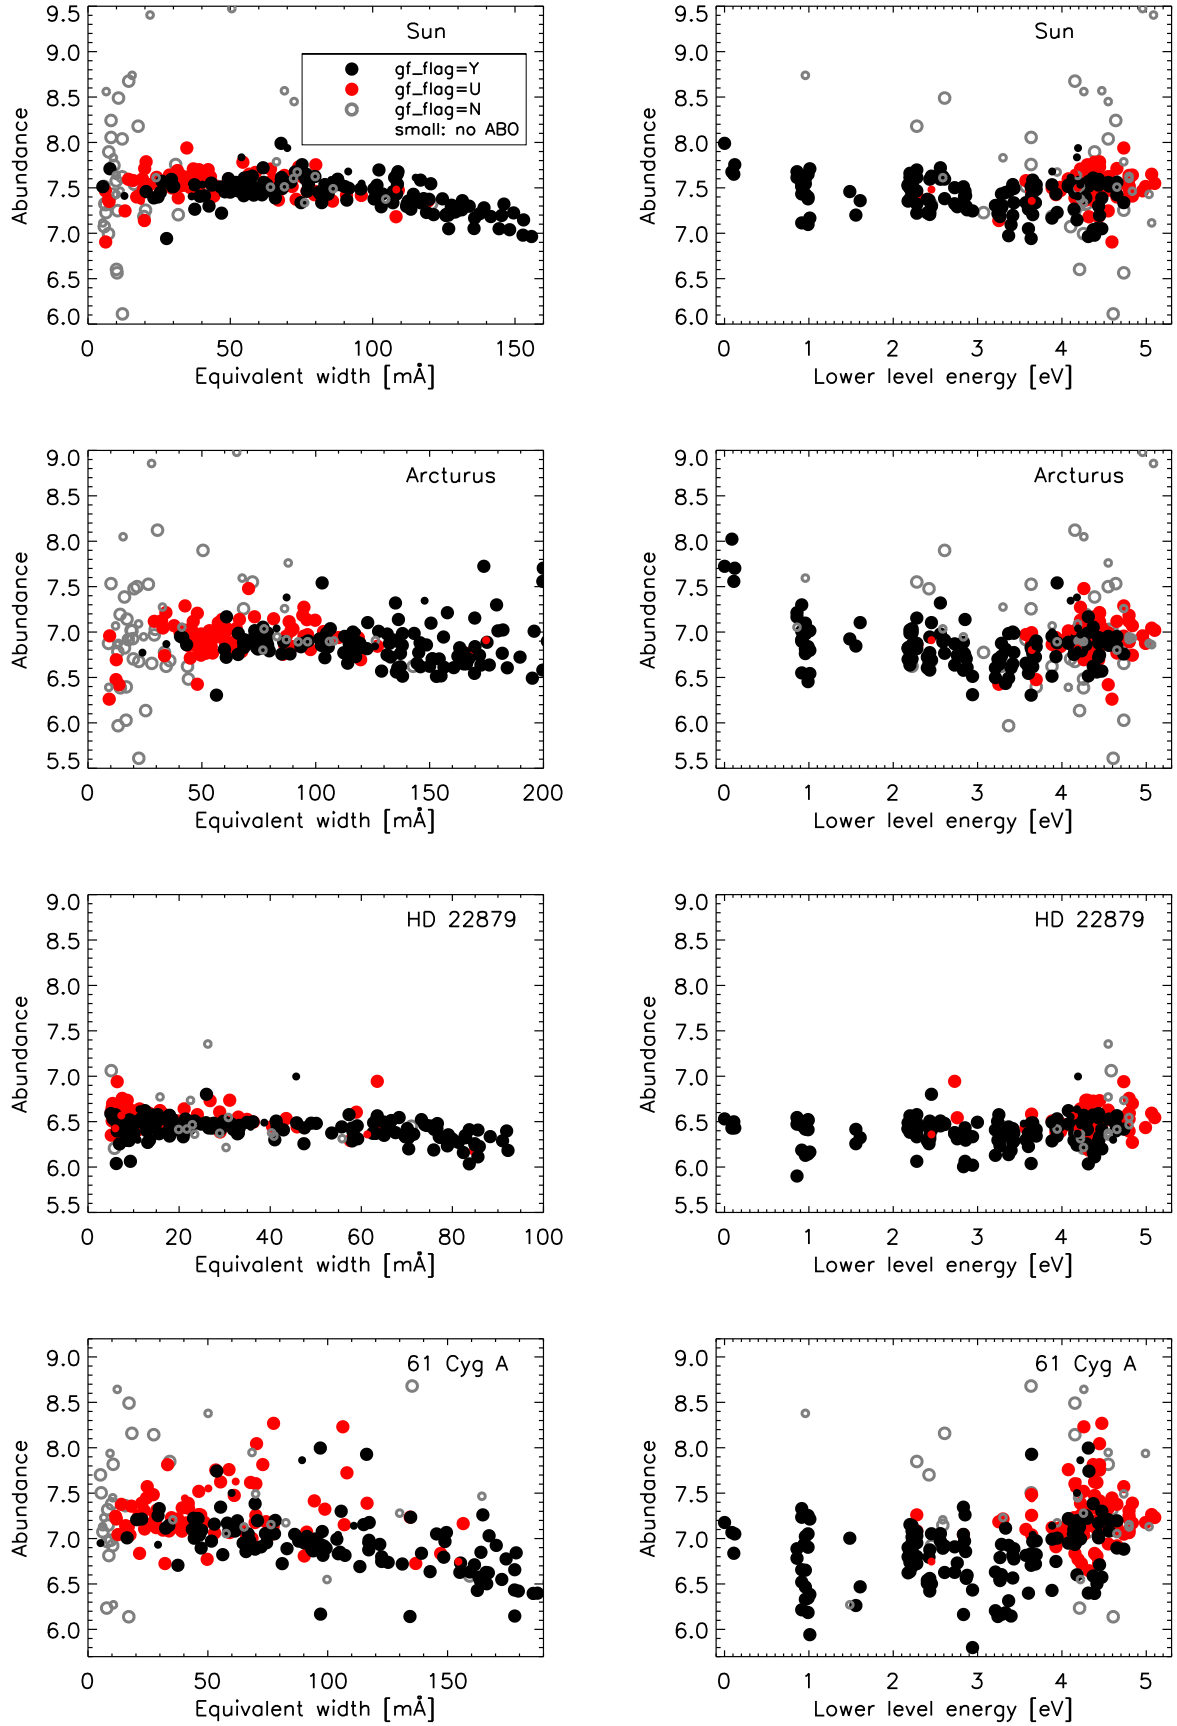 Sun
gf_flag=Y
gf_flag=U
gf_flag=N
small: no ABO
Abundance
9.5
9.0
8.5
8.0
7.5
7.0
6.5
6.0
0 50 100 150
Equivalent width [mÅ]
Sun
Abundance
9.5
9.0
8.5
8.0
7.5
7.0
6.5
6.0
0 1 2 3 4 5
Lower level energy [eV]
Arcturus
Abundance
9.0
8.5
8.0
7.5
7.0
6.5
6.0
5.5
0 50 100 150 200
Equivalent width [mÅ]
Arcturus
Abundance
9.0
8.5
8.0
7.5
7.0
6.5
6.0
5.5
0 1 2 3 4 5
Lower level energy [eV]
HD 22879
Abundance
9.0
8.5
8.0
7.5
7.0
6.5
6.0
5.5
0 20 40 60 80 100
Equivalent width [mÅ]
HD 22879
Abundance
9.0
8.5
8.0
7.5
7.0
6.5
6.0
5.5
0 1 2 3 4 5
Lower level energy [eV]
61 Cyg A
Abundance
9.0
8.5
8.0
7.5
7.0
6.5
6.0
0 50 100 150
Equivalent width [mÅ]
61 Cyg A
Abundance
9.0
8.5
8.0
7.5
7.0
6.5
6.0
0 1 2 3 4 5
Lower level energy [eV]